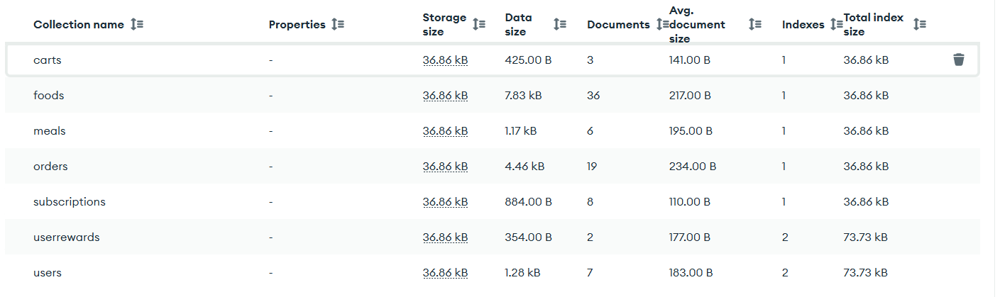 Collection name Properties Storage size Data size Documents Avg. document size Indexes Total index size
carts - 36.86 kB 425.00 B 3 141.00 B 1 36.86 kB
foods - 36.86 kB 7.83 kB 36 217.00 B 1 36.86 kB
meals - 36.86 kB 1.17 kB 6 195.00 B 1 36.86 kB
orders - 36.86 kB 4.46 kB 19 234.00 B 1 36.86 kB
subscriptions - 36.86 kB 884.00 B 8 110.00 B 1 36.86 kB
userrewards - 36.86 kB 354.00 B 2 177.00 B 2 73.73 kB
users - 36.86 kB 1.28 kB 7 183.00 B 2 73.73 kB